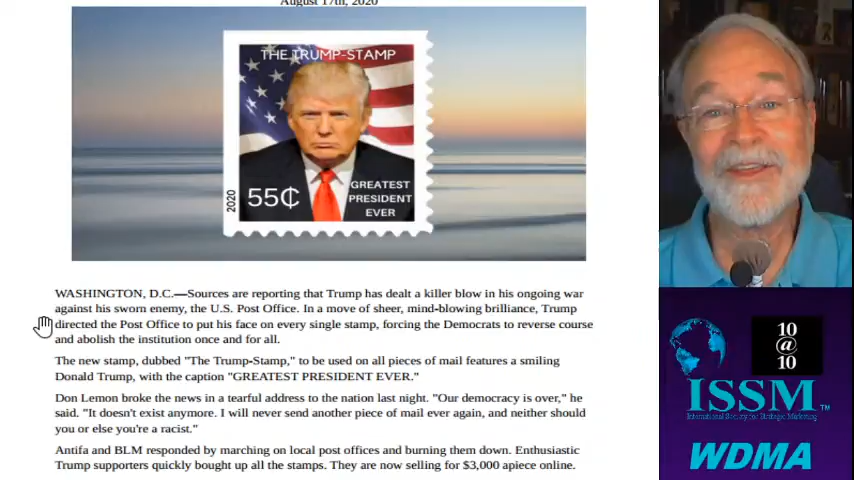 August 17th, 2020
THE TRUMP-STAMP
2020
55¢
GREATEST
PRESIDENT
EVER
WASHINGTON, D.C.—Sources are reporting that Trump has dealt a killer blow in his ongoing war
against his sworn enemy, the U.S. Post Office. In a move of sheer, mind-blowing brilliance, Trump
directed the Post Office to put his face on every single stamp, forcing the Democrats to reverse course
and abolish the institution once and for all.
The new stamp, dubbed "The Trump-Stamp," to be used on all pieces of mail features a smiling
Donald Trump, with the caption "GREATEST PRESIDENT EVER."
Don Lemon broke the news in a tearful address to the nation last night. "Our democracy is over," he
said. "It doesn't exist anymore. I will never send another piece of mail ever again, and neither should
you or else you're a racist."
Antifa and BLM responded by marching on local post offices and burning them down. Enthusiastic
Trump supporters quickly bought up all the stamps. They are now selling for $3,000 apiece online.
10
@
10
ISSM™
International Society for Strategic Marketing
WDMA